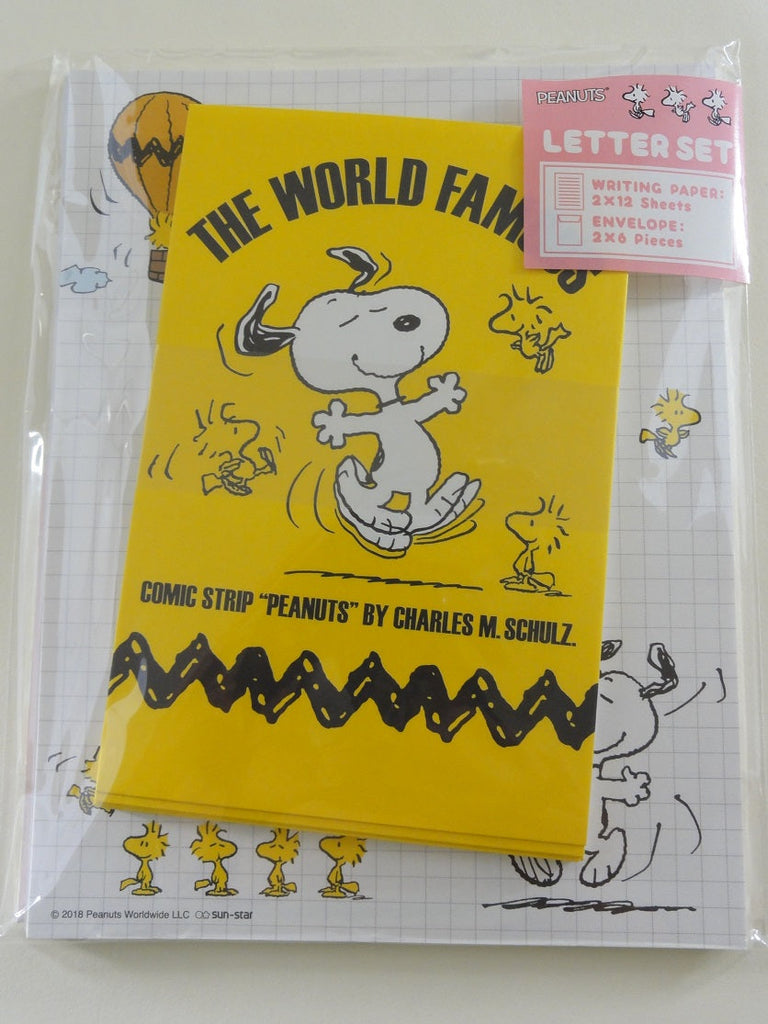 PEANUTS
LETTER SET
WRITING PAPER:
2×12 Sheets
ENVELOPE:
2×6 Pieces
THE WORLD FAMOUS
COMIC STRIP "PEANUTS" BY CHARLES M. SCHULZ.
© 2018 Peanuts Worldwide LLC sun-star